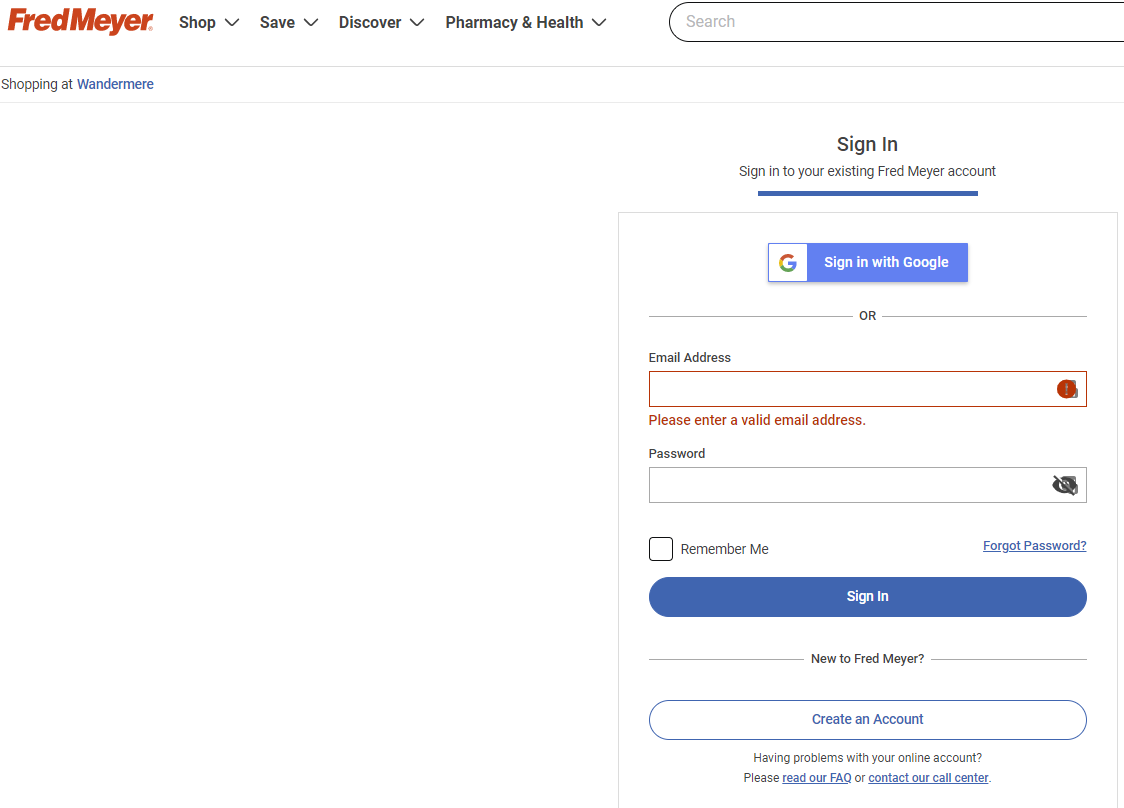 Fred Meyer
Shop Save Discover Pharmacy & Health Search
Shopping at Wandermere
Sign In
Sign in to your existing Fred Meyer account
Sign in with Google
OR
Email Address
Please enter a valid email address.
Password
Remember Me Forgot Password?
Sign In
New to Fred Meyer?
Create an Account
Having problems with your online account?
Please read our FAQ or contact our call center.